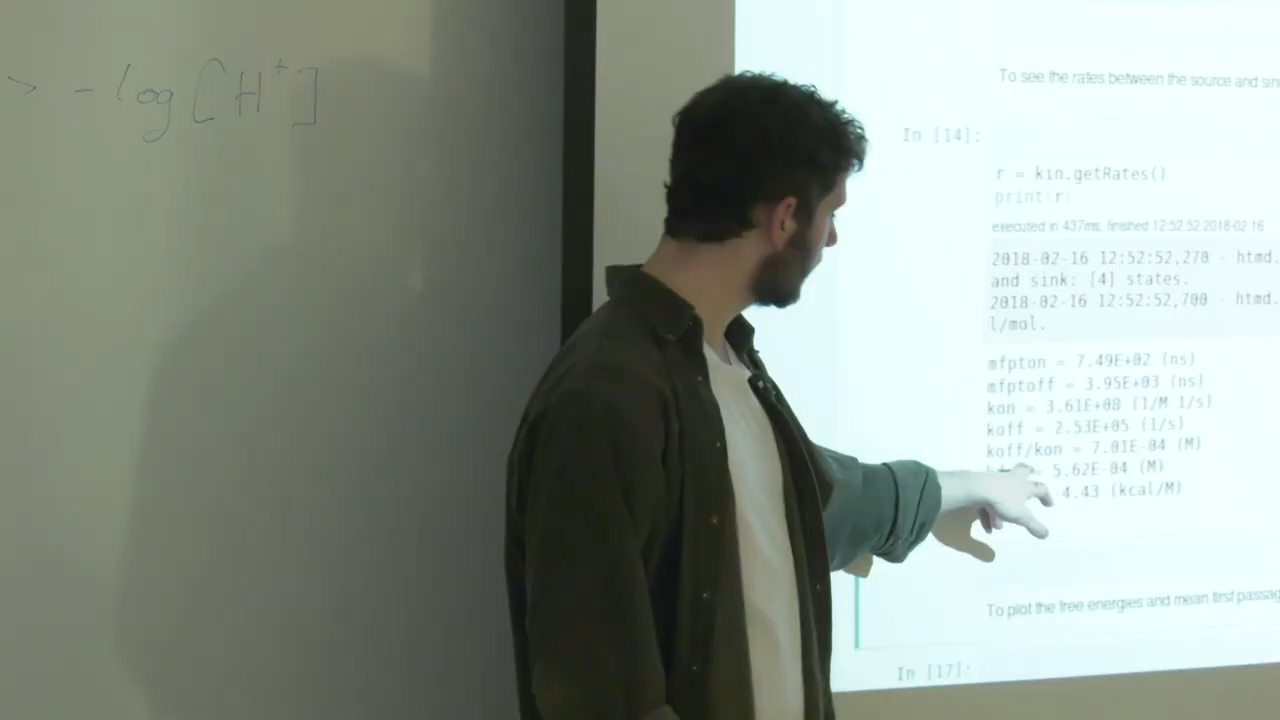 > - log [H⁺]
To see the rates between the source and
In [14]:
r = kin.getRates()
print(r)
executed in 437ms, finished 12:52:52 2018-02-16
2018-02-16 12:52:52,270 - htmd.
and sink: [4] states.
2018-02-16 12:52:52,700 - htmd.
l/mol.
mfpton = 7.49E+02 (ns)
mfptoff = 3.95E+03 (ns)
kon = 3.61E+08 (1/M 1/s)
koff = 2.53E+05 (1/s)
koff/kon = 7.01E-04 (M)
= 5.62E-04 (M)
4.43 (kcal/M)
To plot the free energies and mean first
In [17]: